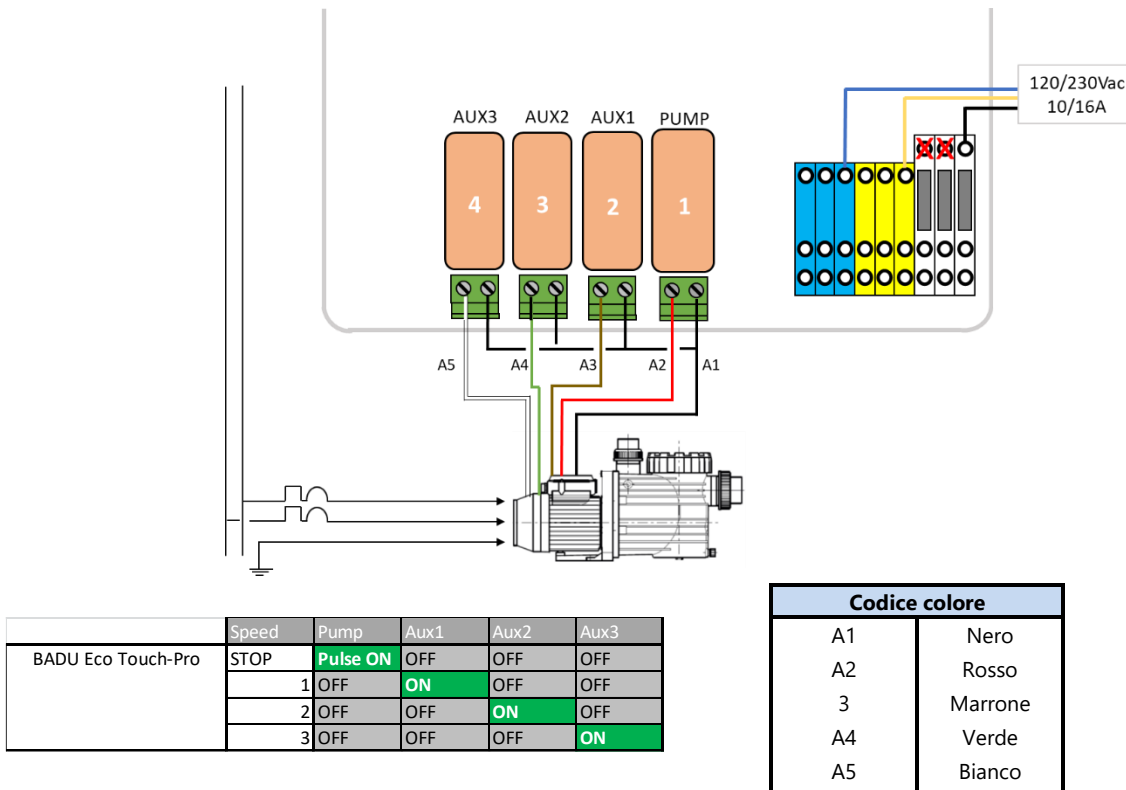 120/230Vac
10/16A
AUX3 AUX2 AUX1 PUMP
4 3 2 1
A5 A4 A3 A2 A1
Speed Pump Aux1 Aux2 Aux3
BADU Eco Touch-Pro STOP Pulse ON OFF OFF OFF
1 OFF ON OFF OFF
2 OFF OFF ON OFF
3 OFF OFF OFF ON
Codice colore
A1 Nero
A2 Rosso
3 Marrone
A4 Verde
A5 Bianco